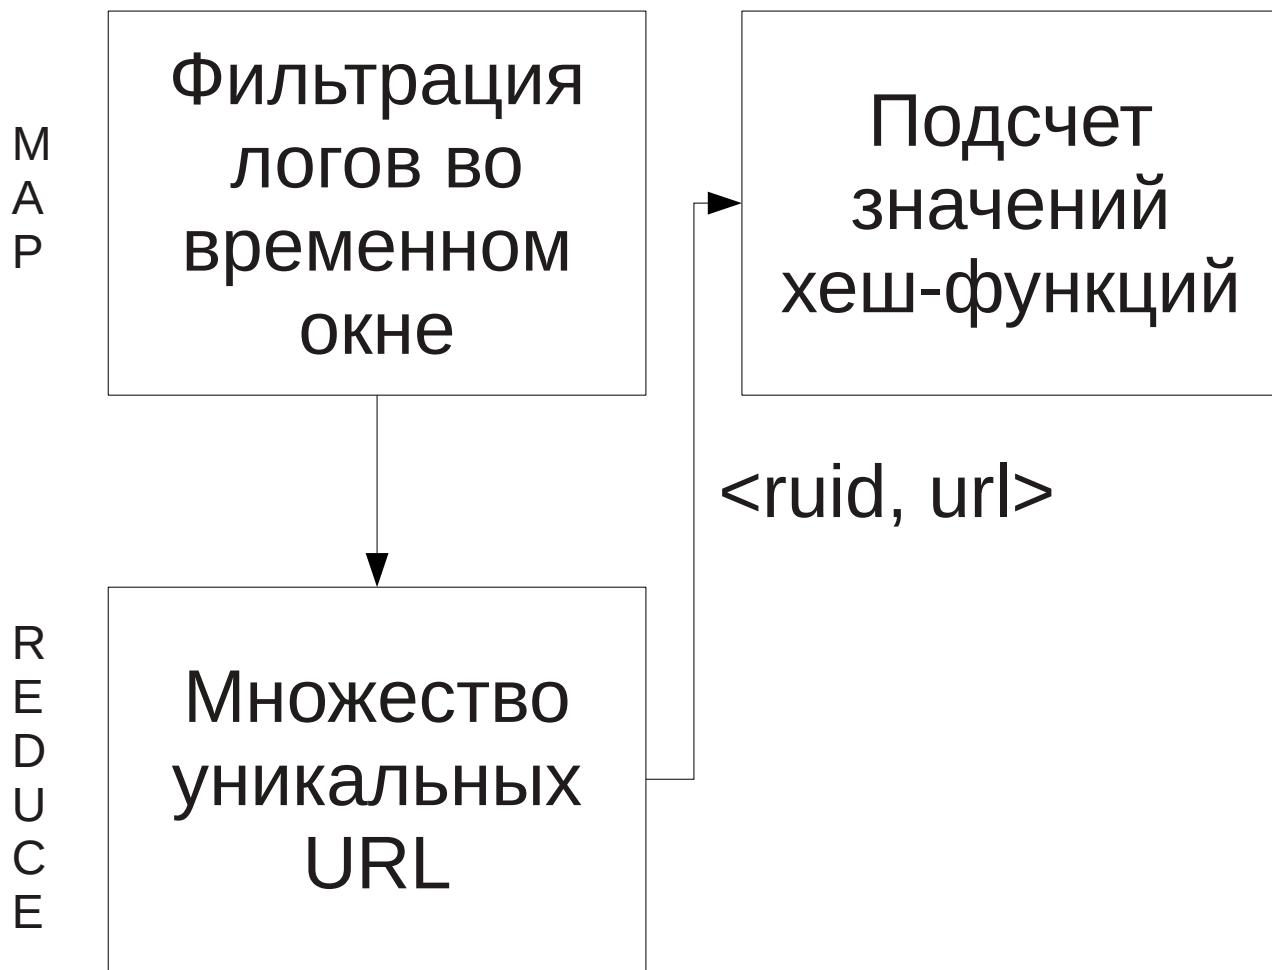 M
A
P
Фильтрация
логов во
временном
окне
Подсчет
значений
хеш-функций
<ruid, url>
R
E
D
U
C
E
Множество
уникальных
URL